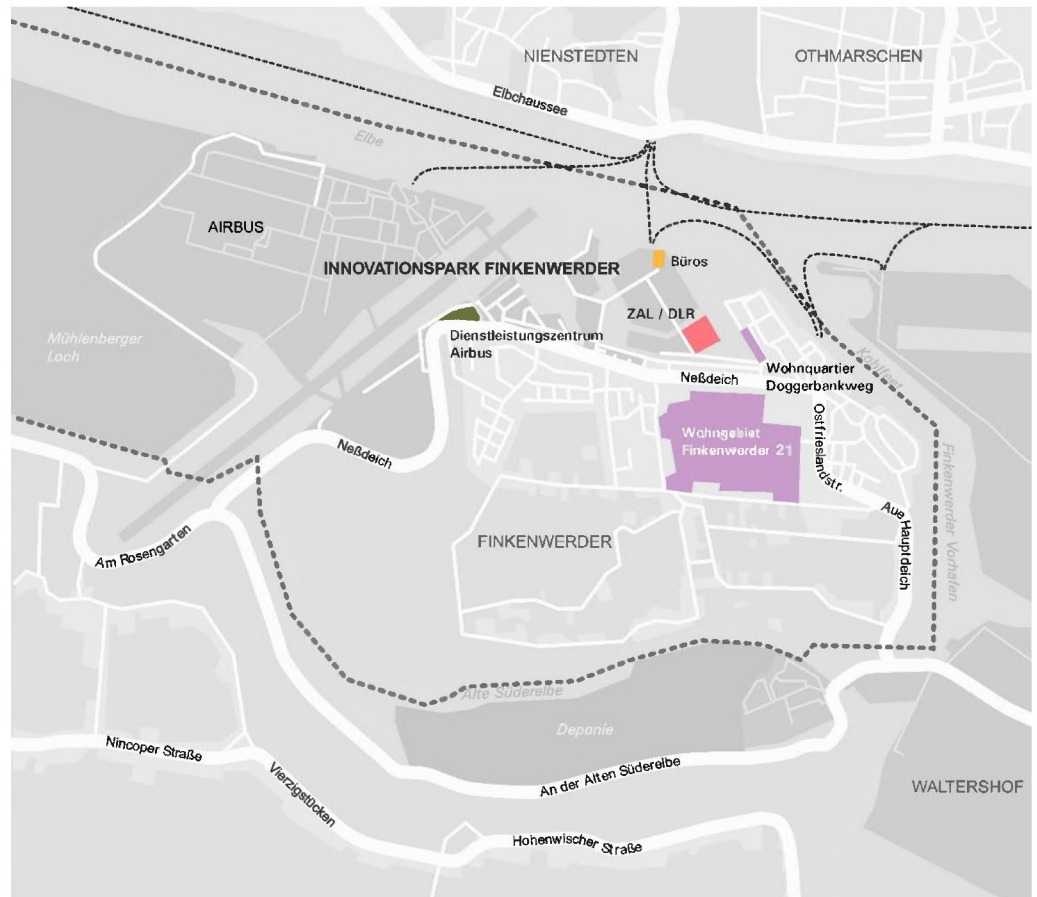 NIENSTEDTEN
OTHMARSCHEN
Elbchaussee
Elbe
AIRBUS
INNOVATIONSPARK FINKENWERDER
Büros
ZAL / DLR
Dienstleistungszentrum
Airbus
Mühlenberger
Loch
Wohnquartier
Doggerbankweg
Kohlfleet
Neßdeich
Neßdeich
Ostfrieslandstr.
Wohngebiet
Finkenwerder 21
Finkenwerder Vorhafen
Aue Hauptdeich
FINKENWERDER
Am Rosengarten
Alte Süderelbe
Deponie
Nincoper Straße
Vierzigstücken
An der Alten Süderelbe
WALTERSHOF
Hohenwischer Straße